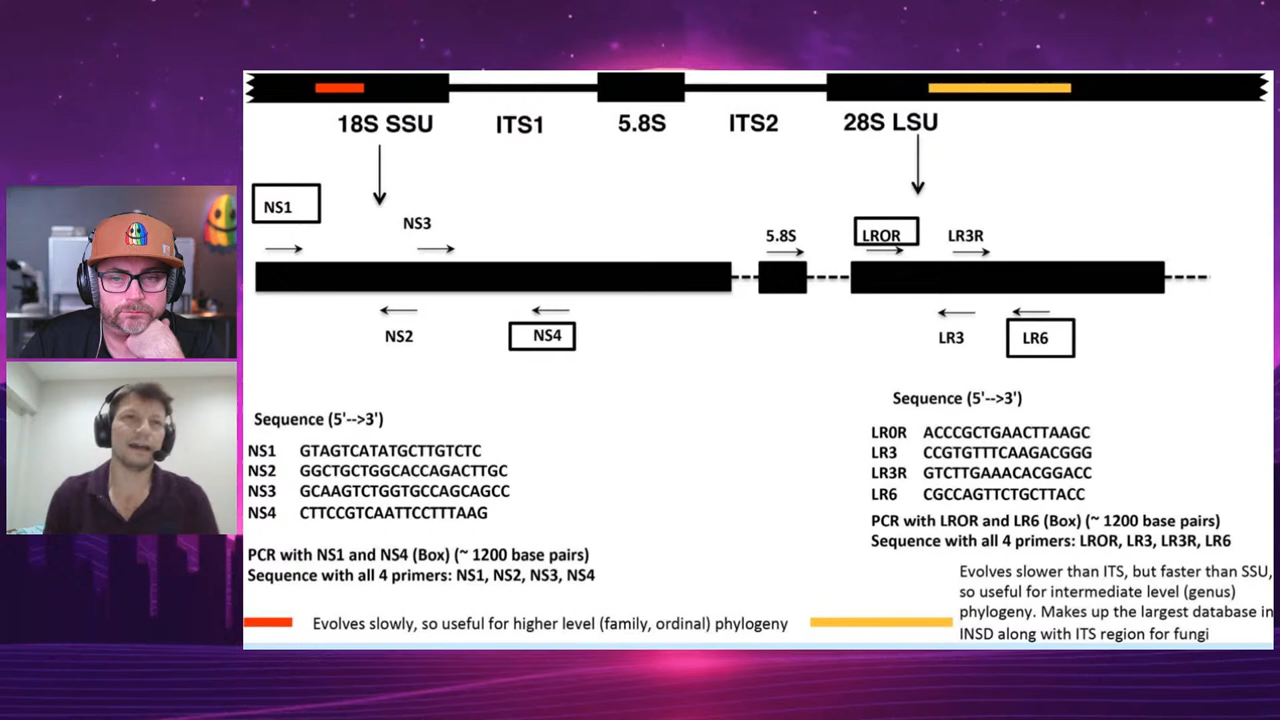 18S SSU
ITS1
5.8S
ITS2
28S LSU
NS1
NS3
5.8S
LROR
LR3R
NS2
NS4
LR3
LR6
Sequence (5'-->3')
NS1 GTAGTCATATGCTTGTCTC
NS2 GGCTGCTGGCACCAGACTTGC
NS3 GCAAGTCTGGTGCCAGCAGCC
NS4 CTTCCGTCAATTCCTTTAAG
PCR with NS1 and NS4 (Box) (~ 1200 base pairs)
Sequence with all 4 primers: NS1, NS2, NS3, NS4
Sequence (5'-->3')
LR0R ACCCGCTGAACTTAAGC
LR3 CCGTGTTTCAAGACGGG
LR3R GTCTTGAAACACGGACC
LR6 CGCCAGTTCTGCTTACC
PCR with LROR and LR6 (Box) (~ 1200 base pairs)
Sequence with all 4 primers: LROR, LR3, LR3R, LR6
Evolves slowly, so useful for higher level (family, ordinal) phylogeny
Evolves slower than ITS, but faster than SSU,
so useful for intermediate level (genus)
phylogeny. Makes up the largest database in
INSD along with ITS region for fungi